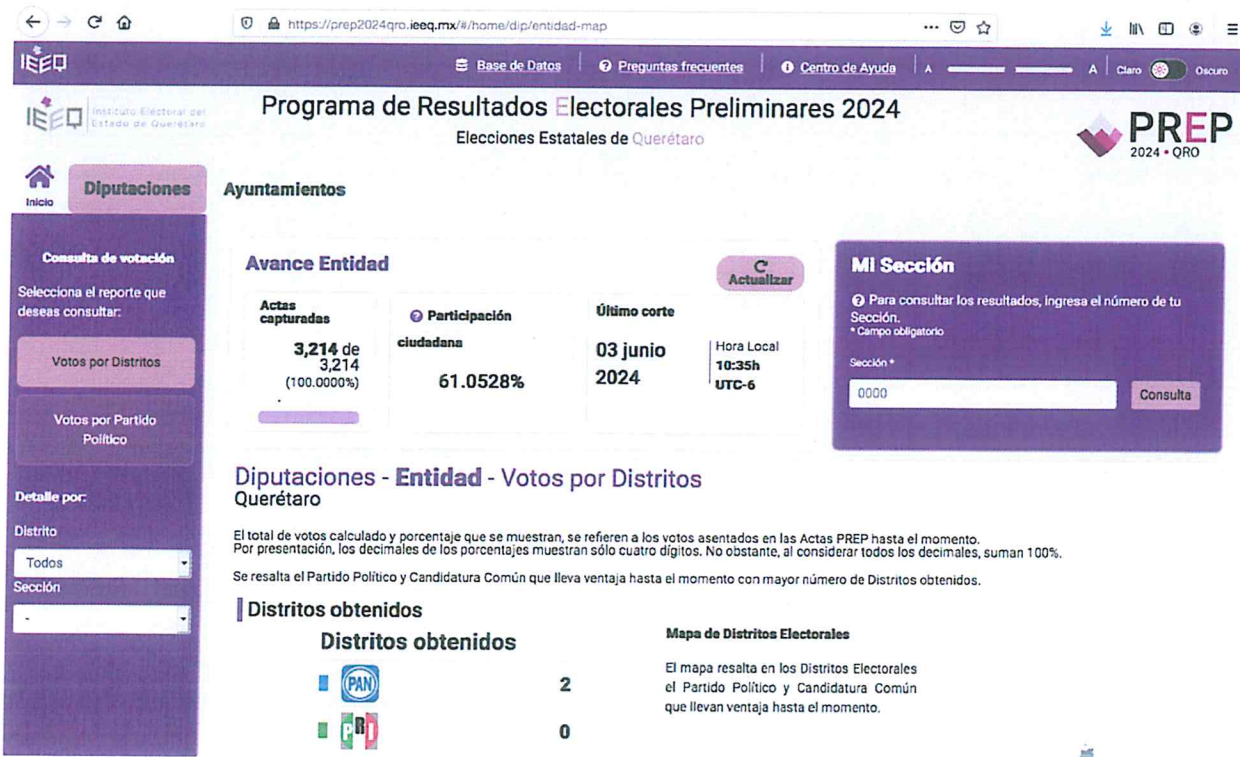 https://prep2024qro.ieeq.mx/#/home/dip/entidad-map
IEEQ
Base de Datos
Preguntas frecuentes
Centro de Ayuda
A
A
Claro
Oscuro
IEEQ
Instituto Electoral del
Estado de Querétaro
Programa de Resultados Electorales Preliminares 2024
Elecciones Estatales de Querétaro
PREP
2024 • QRO
Inicio
Diputaciones
Ayuntamientos
Consulta de votación
Selecciona el reporte que
deseas consultar:
Votos por Distritos
Votos por Partido
Político
Detalle por:
Distrito
Todos
Sección
-
Avance Entidad
Actualizar
Actas
capturadas
3,214 de
3,214
(100.0000%)
Participación
ciudadana
61.0528%
Último corte
03 junio
2024
Hora Local
10:35h
UTC-6
Mi Sección
Para consultar los resultados, ingresa el número de tu
Sección.
* Campo obligatorio
Sección *
0000
Consulta
Diputaciones - Entidad - Votos por Distritos
Querétaro
El total de votos calculado y porcentaje que se muestran, se refieren a los votos asentados en las Actas PREP hasta el momento.
Por presentación, los decimales de los porcentajes muestran sólo cuatro dígitos. No obstante, al considerar todos los decimales, suman 100%.
Se resalta el Partido Político y Candidatura Común que lleva ventaja hasta el momento con mayor número de Distritos obtenidos.
Distritos obtenidos
Distritos obtenidos
PAN
2
PRI
0
Mapa de Distritos Electorales
El mapa resalta en los Distritos Electorales
el Partido Político y Candidatura Común
que llevan ventaja hasta el momento.